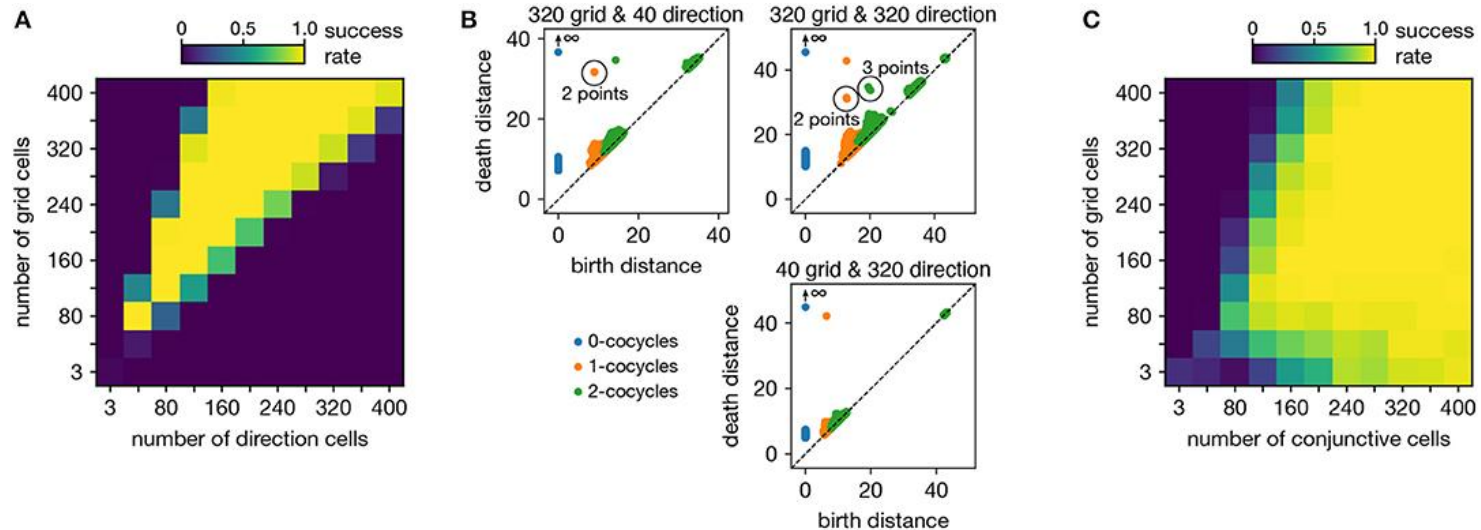 A
0 0.5 1.0 success
rate
400
320
240
160
80
3
number of grid cells
3 80 160 240 320 400
number of direction cells
B
320 grid & 40 direction
40
20
0
death distance
∞
2 points
0 20 40
birth distance
320 grid & 320 direction
40
20
0
∞
3 points
2 points
0 20 40
40 grid & 320 direction
40
20
0
death distance
∞
0 20 40
birth distance
0-cocycles
1-cocycles
2-cocycles
C
0 0.5 1.0 success
rate
400
320
240
160
80
3
number of grid cells
3 80 160 240 320 400
number of conjunctive cells